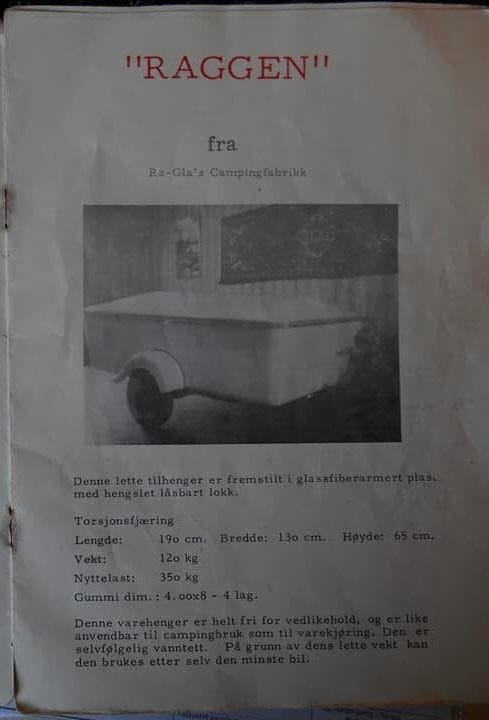 "RAGGEN"
fra
Ra-Gla's Campingfabrikk
Denne lette tilhenger er fremstilt i glassfiberarmert plas.
med hengslet låsbart lokk.
Torsjonsfjæring
Lengde: 19o cm. Bredde: 13o cm. Høyde: 65 cm.
Vekt: 12o kg
Nyttelast: 35o kg
Gummi dim.: 4.oox8 - 4 lag.
Denne varehenger er helt fri for vedlikehold, og er like
anvendbar til campingbruk som til varekjøring. Den er
selvfølgelig vanntett. På grunn av dens lette vekt kan
den brukes etter selv den minste bil.